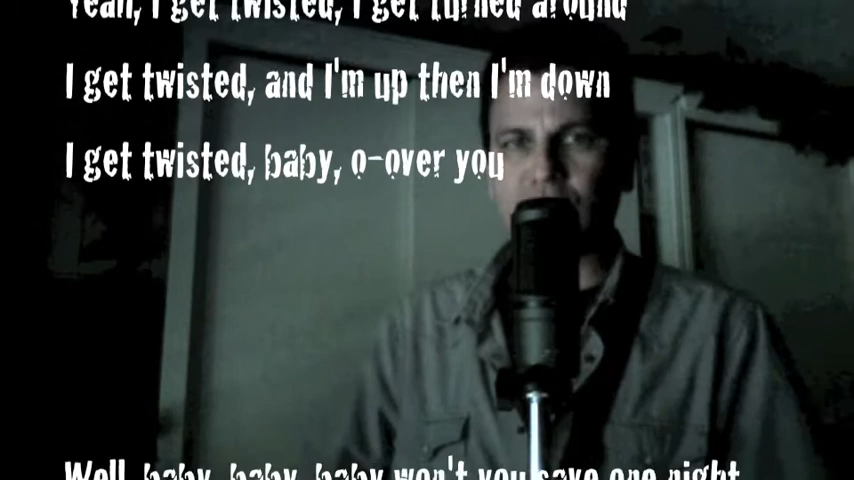 Yeah, I get twisted, I get turned around
I get twisted, and I'm up then I'm down
I get twisted, baby, o-over you
Well, baby, baby, baby won't you save one night